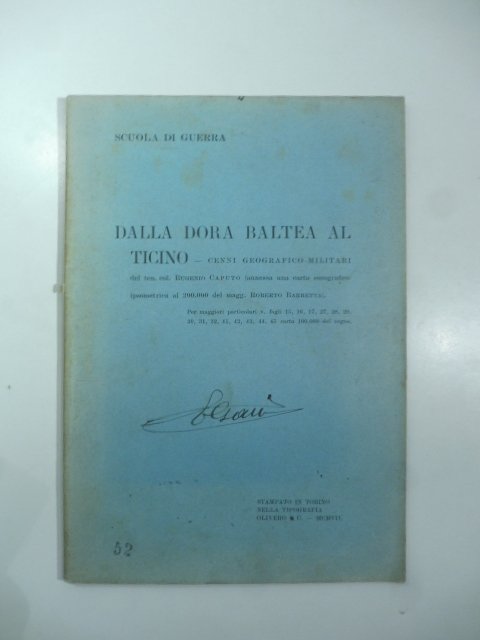 SCUOLA DI GUERRA
DALLA DORA BALTEA AL
TICINO — CENSI GEOGRAFICO-MILITARI
del ten. col. EUGENIO CAPUTO (annessa una carta corografico
ipsometrica al 200.000 del magg. ROBERTO BARBETTA).
Per maggiori particolari v. fogli 15, 16, 17, 27, 28, 29,
30, 31, 32, 41, 42, 43, 44, 45 carta 100.000 del regno.
STAMPATO IN TORINO
NELLA TIPOGRAFIA
OLIVERO & C. — MCMVII.
52